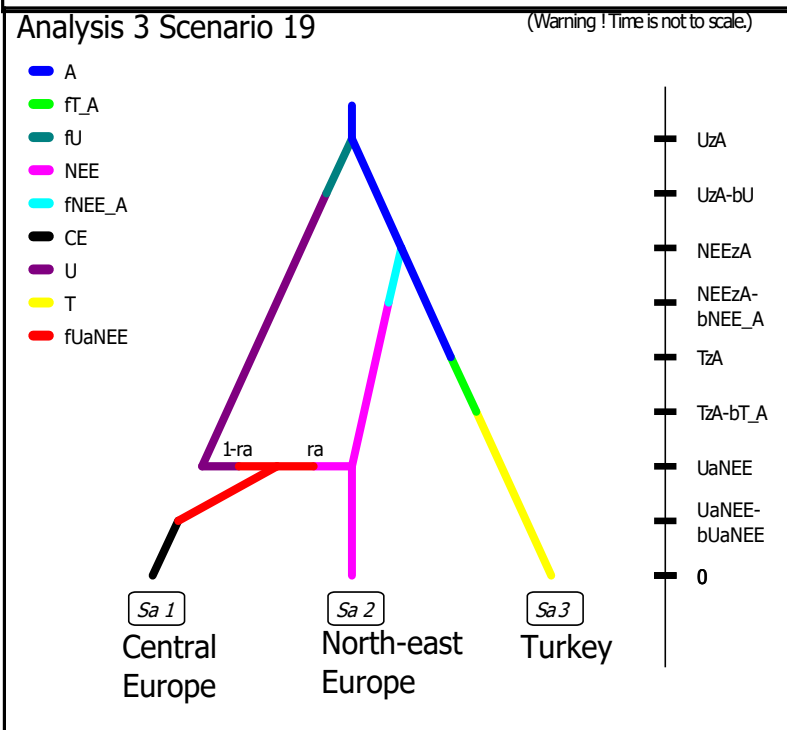 Analysis 3 Scenario 19
(Warning ! Time is not to scale.)
A
fT_A
fU
NEE
fNEE_A
CE
U
T
fUaNEE
UzA
UzA-bU
NEEzA
NEEzA-
bNEE_A
TzA
TzA-bT_A
UaNEE
UaNEE-
bUaNEE
0
1-ra
ra
Sa 1
Sa 2
Sa 3
Central
Europe
North-east
Europe
Turkey